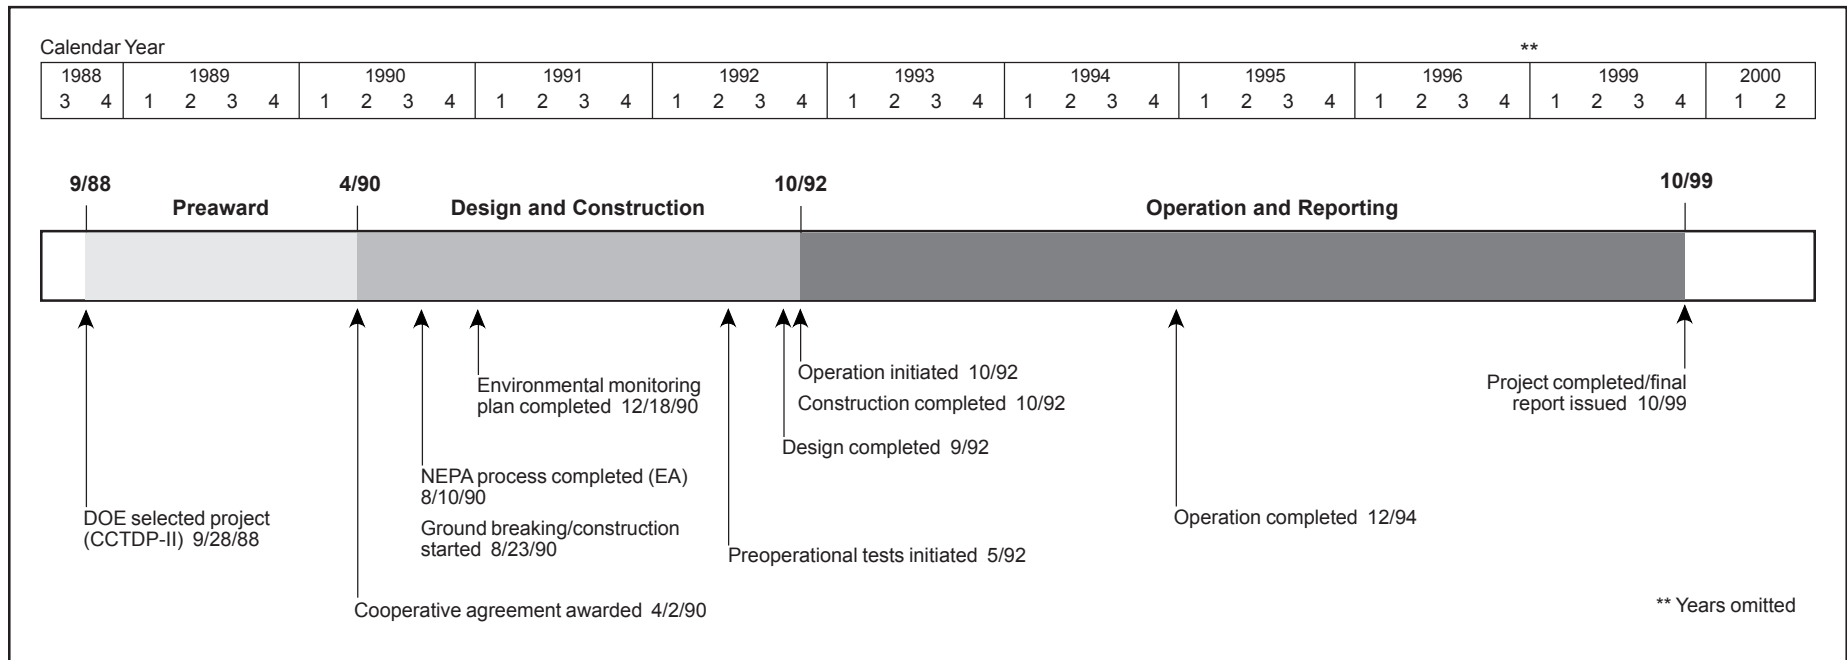 Calendar Year
**
1988 1989 1990 1991 1992 1993 1994 1995 1996 1999 2000
3 4 1 2 3 4 1 2 3 4 1 2 3 4 1 2 3 4 1 2 3 4 1 2 3 4 1 2 3 4 1 2 3 4 1 2 3 4 1 2
9/88 4/90 10/92 10/99
Preaward Design and Construction Operation and Reporting
Operation initiated 10/92
Construction completed 10/92
Environmental monitoring
plan completed 12/18/90
Project completed/final
report issued 10/99
Design completed 9/92
NEPA process completed (EA)
8/10/90
Ground breaking/construction
started 8/23/90
DOE selected project
(CCTDP-II) 9/28/88
Operation completed 12/94
Preoperational tests initiated 5/92
Cooperative agreement awarded 4/2/90
** Years omitted